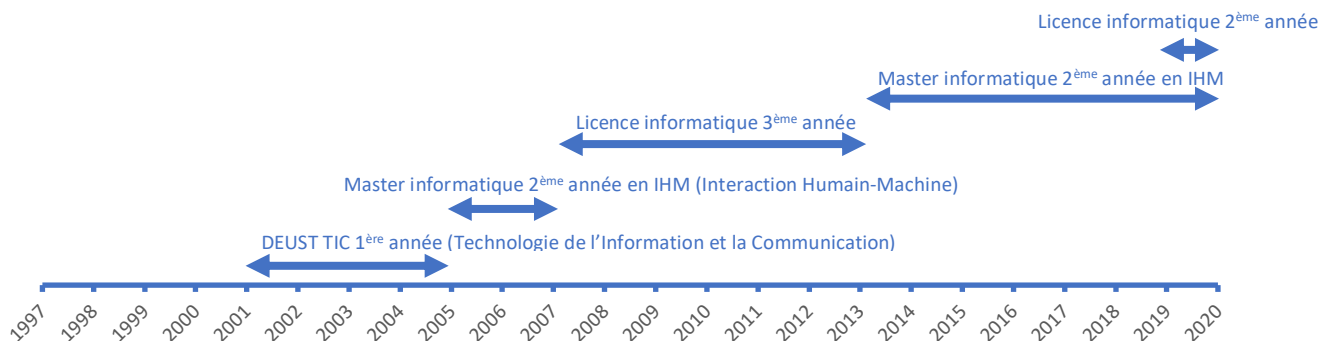 Licence informatique 2ème année
Master informatique 2ème année en IHM
Licence informatique 3ème année
Master informatique 2ème année en IHM (Interaction Humain-Machine)
DEUST TIC 1ère année (Technologie de l'Information et la Communication)
1997 1998 1999 2000 2001 2002 2003 2004 2005 2006 2007 2008 2009 2010 2011 2012 2013 2014 2015 2016 2017 2018 2019 2020